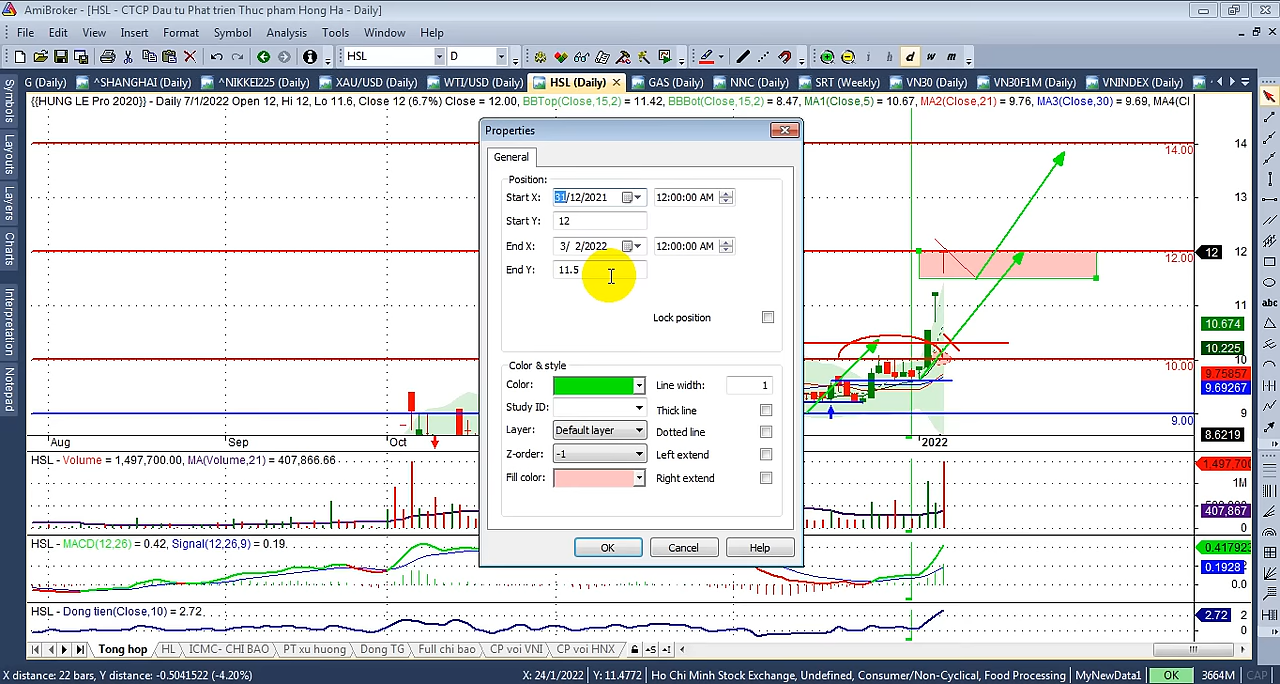 AmiBroker - [HSL - CTCP Dau tu Phat trien Thuc pham Hong Ha - Daily]
File Edit View Insert Format Symbol Analysis Tools Window Help
HSL D i h d w m
G (Daily) ^SHANGHAI (Daily) ^NIKKEI225 (Daily) XAU/USD (Daily) WTI/USD (Daily) HSL (Daily) GAS (Daily) NNC (Daily) SRT (Weekly) VN30 (Daily) VN30F1M (Daily) VNINDEX (Daily)
{{HUNG LE Pro 2020}} - Daily 7/1/2022 Open 12, Hi 12, Lo 11.6, Close 12 (6.7%) Close = 12.00, BBTop(Close,15,2) = 11.42, BBBot(Close,15,2) = 8.47, MA1(Close,5) = 10.67, MA2(Close,21) = 9.76, MA3(Close,30) = 9.69, MA4(Cl
Symbols
Layouts
Layers
Charts
Interpretation
Notepad
Properties
General
Position:
Start X: 31/12/2021 12:00:00 AM
Start Y: 12
End X: 3/ 2/2022 12:00:00 AM
End Y: 11.5
Lock position
Color & style
Color: Line width: 1
Study ID: Thick line
Layer: Default layer Dotted line
Z-order: -1 Left extend
Fill color: Right extend
OK Cancel Help
14
14.00
13
12
12.00
11
10.674
10.225
10
10.00
9.75857
9.69267
9
9.00
8.6219
Aug Sep Oct 2022
HSL - Volume = 1,497,700.00, MA(Volume,21) = 407,866.66
1,497,700
1M
407,867
0
HSL - MACD(12,26) = 0.42, Signal(12,26,9) = 0.19
0.417923
0.1928
0.0
HSL - Dong tien(Close,10) = 2.72
2.72
2
0
Tong hop HL ICMC- CHI BAO PT xu huong Dong TG Full chi bao CP voi VNI CP voi HNX
X distance: 22 bars, Y distance: -0.5041522 (-4.20%) X: 24/1/2022 Y: 11.4772 Ho Chi Minh Stock Exchange, Undefined, Consumer/Non-Cyclical, Food Processing MyNewData1 OK 3664M CAP
abc